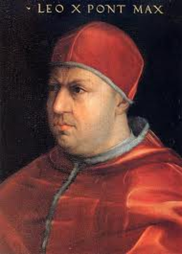 - LEO X PONT MAX